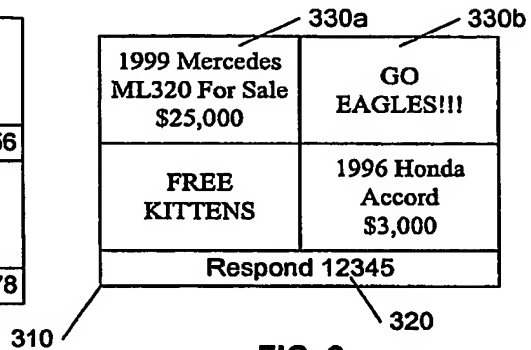 330a
330b
1999 Mercedes
ML320 For Sale
$25,000
GO
EAGLES!!!
FREE
KITTENS
1996 Honda
Accord
$3,000
Respond 12345
310
320